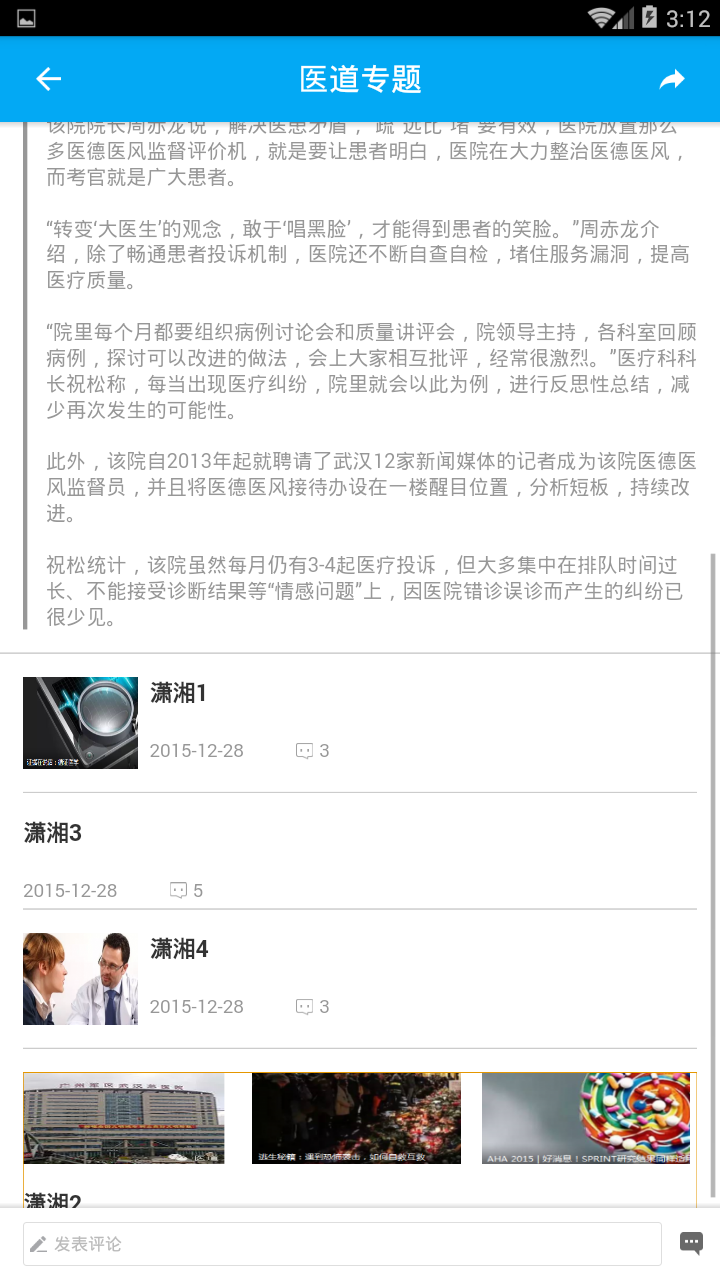 3:12
医道专题
该院院长周赤龙说，解决医患矛盾，“疏”远比“堵”要有效，医院放置那么
多医德医风监督评价机，就是要让患者明白，医院在大力整治医德医风，
而考官就是广大患者。
“转变‘大医生’的观念，敢于‘唱黑脸’，才能得到患者的笑脸。”周赤龙介
绍，除了畅通患者投诉机制，医院还不断自查自检，堵住服务漏洞，提高
医疗质量。
“院里每个月都要组织病例讨论会和质量讲评会，院领导主持，各科室回顾
病例，探讨可以改进的做法，会上大家相互批评，经常很激烈。”医疗科科
长祝松称，每当出现医疗纠纷，院里就会以此为例，进行反思性总结，减
少再次发生的可能性。
此外，该院自2013年起就聘请了武汉12家新闻媒体的记者成为该院医德医
风监督员，并且将医德医风接待办设在一楼醒目位置，分析短板，持续改
进。
祝松统计，该院虽然每月仍有3-4起医疗投诉，但大多集中在排队时间过
长、不能接受诊断结果等“情感问题”上，因医院错诊误诊而产生的纠纷已
很少见。
潇湘1
2015-12-28 3
潇湘3
2015-12-28 5
潇湘4
2015-12-28 3
广州军区武汉总医院
逃生秘籍：遇到恐怖袭击，如何自救互救
AHA 2015 | 好消息！SPRINT研究结果同样适用
潇湘2
发表评论